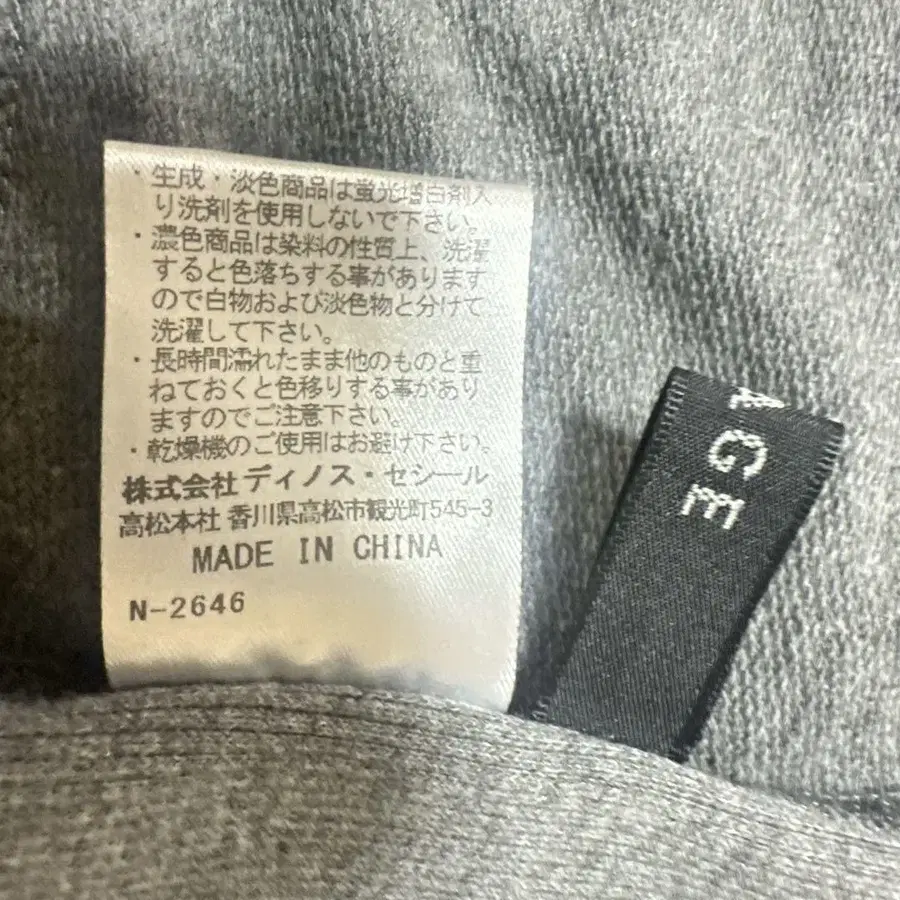 ・生成・淡色商品は蛍光増白剤入
り洗剤を使用しないで下さい。
・濃色商品は染料の性質上、洗濯
すると色落ちする事があります
ので白物および淡色物と分けて
洗濯して下さい。
・長時間濡れたまま他のものと重
ねておくと色移りする事があり
ますのでご注意下さい。
・乾燥機のご使用はお避け下さい。
株式会社ディノス・セシール
高松本社 香川県高松市観光町545-3
MADE IN CHINA
N-2646
AGE